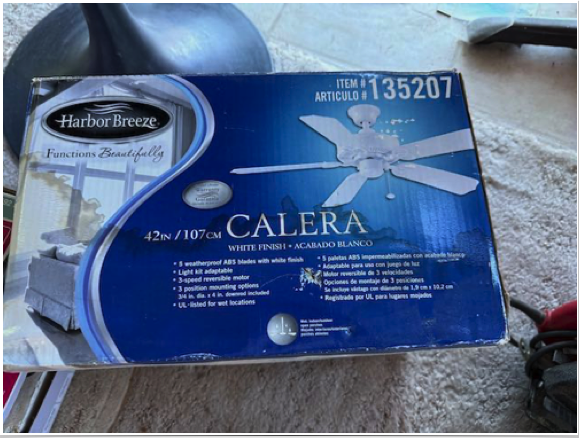 ITEM # 135207
ARTICULO #
Harbor Breeze.
Functions Beautifully
42IN / 107CM CALERA
WHITE FINISH • ACABADO BLANCO
• 5 weatherproof ABS blades with white finish
• Light kit adaptable
• 3-speed reversible motor
• 3 position mounting options
3/4 in. dia. x 4 in. downrod included
• UL-listed for wet locations
• 5 paletas ABS impermeabilizadas con acabado blanco
• Adaptable para uso con juego de luz
Motor reversible de 3 velocidades
Opciones de montaje de 3 posiciones
Se incluye vástago con diámetro de 1,9 cm x 10,2 cm
• Registrado por UL para lugares mojados